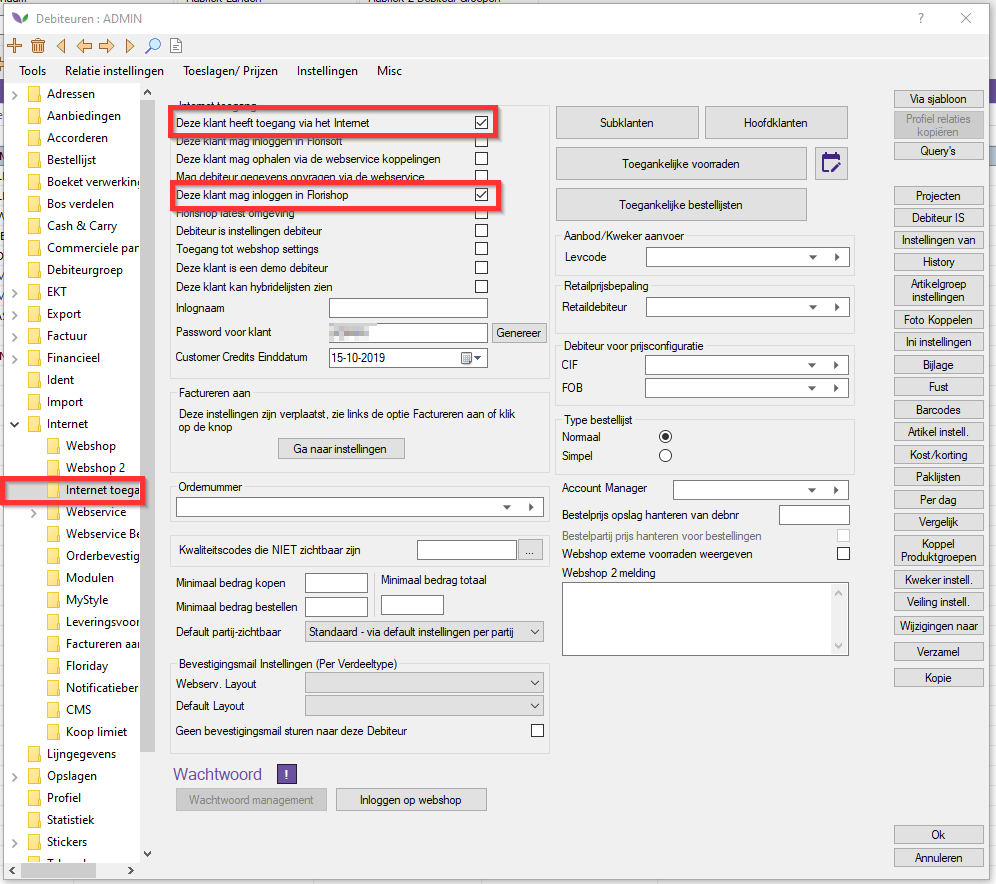 Debiteuren : ADMIN
?
Tools
Relatie instellingen
Toeslagen/ Prijzen
Instellingen
Misc
Adressen
Aanbiedingen
Accorderen
Bestellijst
Boeket verwerking
Bos verdelen
Cash & Carry
Commerciele par
Debiteurgroep
EKT
Export
Factuur
Financieel
Ident
Import
Internet
Webshop
Webshop 2
Internet toega
Webservice
Webservice Be
Orderbevestig
Modulen
MyStyle
Leveringsvoor
Factureren aan
Floriday
Notificatieber
CMS
Koop limiet
Lijngegevens
Opslagen
Profiel
Statistiek
Stickers
Internet toegang
Deze klant heeft toegang via het Internet
Deze klant mag inloggen in Florisoft
Deze klant mag ophalen via de webservice koppelingen
Mag debiteur gegevens opvragen via de webservice
Deze klant mag inloggen in Florishop
Florishop latest omgeving
Debiteur is instellingen debiteur
Toegang tot webshop settings
Deze klant is een demo debiteur
Deze klant kan hybridelijsten zien
Inlognaam
Password voor klant
Genereer
Customer Credits Einddatum
15-10-2019
Factureren aan
Deze instellingen zijn verplaatst, zie links de optie Factureren aan of klik
op de knop
Ga naar instellingen
Ordernummer
Kwaliteitscodes die NIET zichtbaar zijn
...
Minimaal bedrag kopen
Minimaal bedrag totaal
Minimaal bedrag bestellen
Default partij-zichtbaar
Standaard - via default instellingen per partij
Bevestigingsmail Instellingen (Per Verdeeltype)
Webserv. Layout
Default Layout
Geen bevestigingsmail sturen naar deze Debiteur
Wachtwoord
!
Wachtwoord management
Inloggen op webshop
Subklanten
Hoofdklanten
Toegankelijke voorraden
Toegankelijke bestellijsten
Aanbod/Kweker aanvoer
Levcode
Retailprijsbepaling
Retaildebiteur
Debiteur voor prijsconfiguratie
CIF
FOB
Type bestellijst
Normaal
Simpel
Account Manager
Bestelprijs opslag hanteren van debnr
Bestelpartij prijs hanteren voor bestellingen
Webshop externe voorraden weergeven
Webshop 2 melding
Via sjabloon
Profiel relaties
kopiëren
Query's
Projecten
Debiteur IS
Instellingen van
History
Artikelgroep
instellingen
Foto Koppelen
Ini instellingen
Bijlage
Fust
Barcodes
Artikel instell.
Kost/korting
Paklijsten
Per dag
Vergelijk
Koppel
Produktgroepen
Kweker instell.
Veiling instell.
Wijzigingen naar
Verzamel
Kopie
Ok
Annuleren